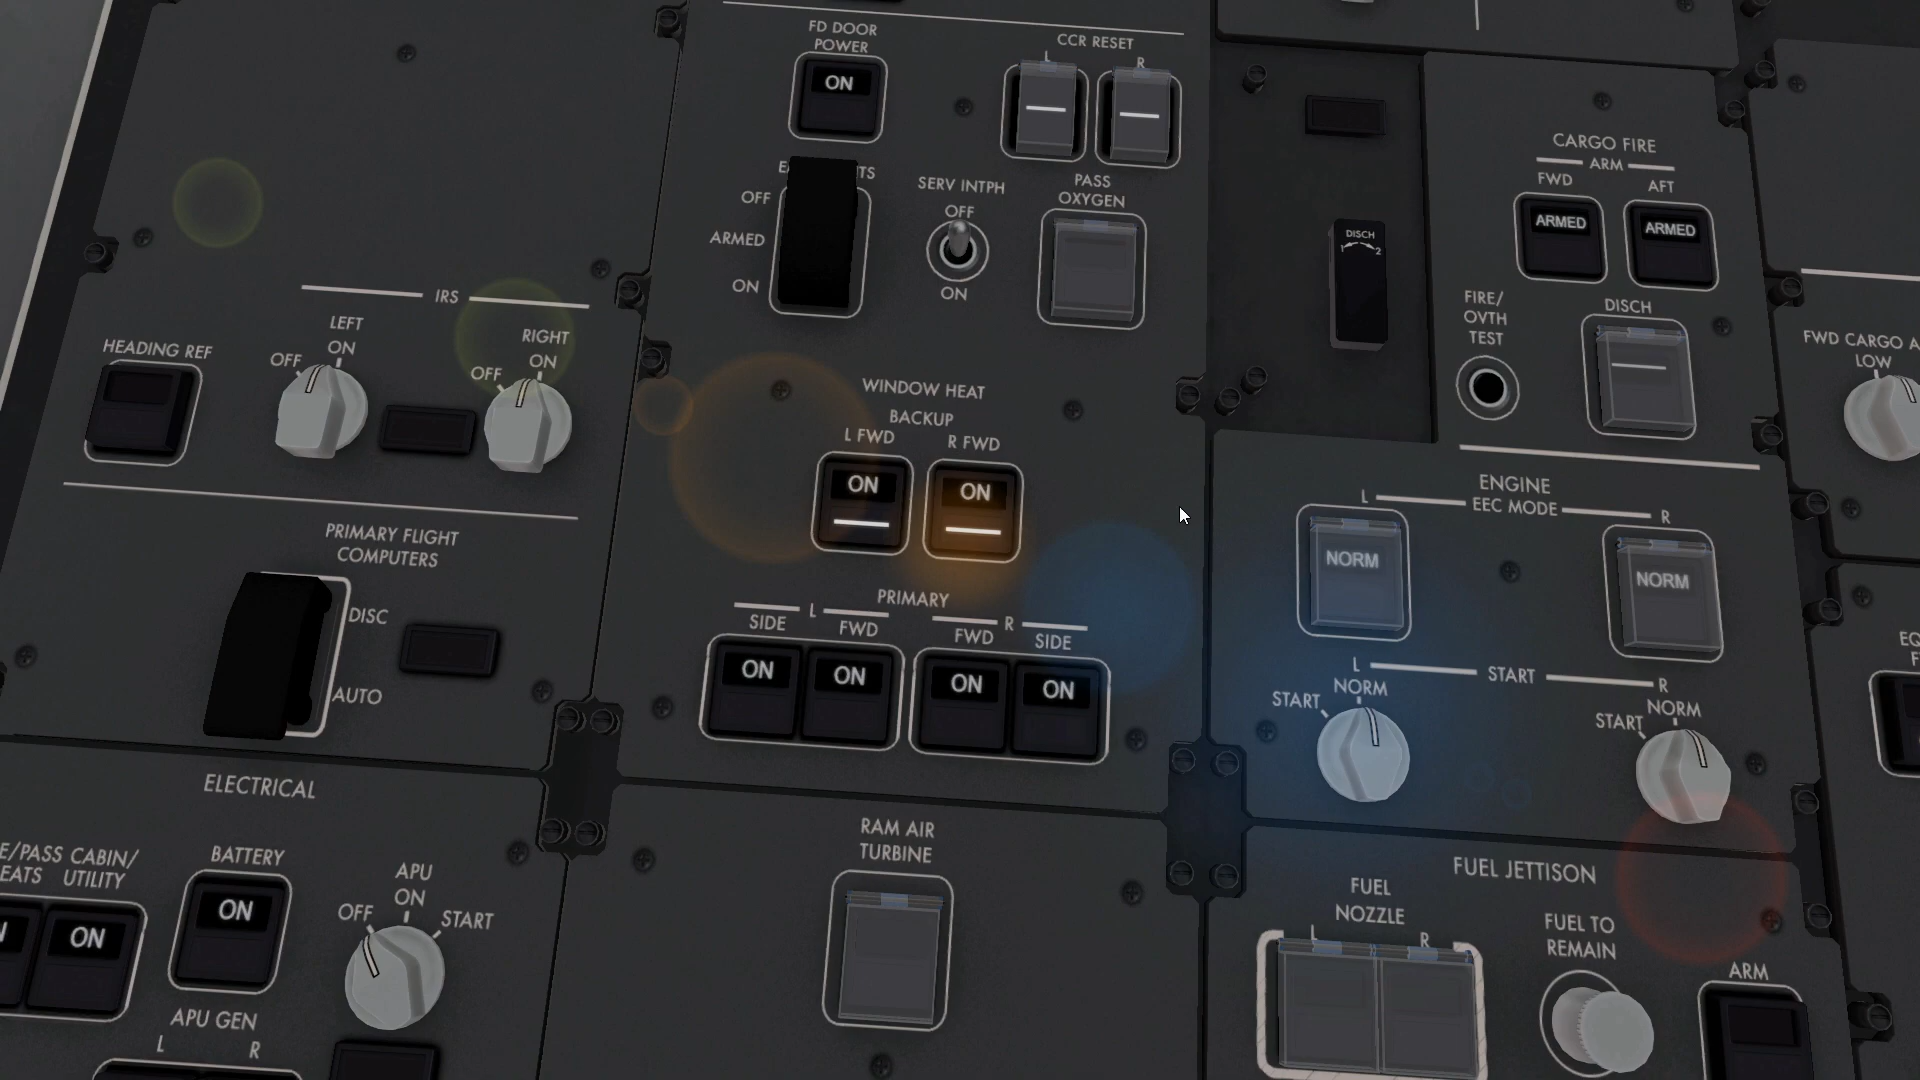 FD DOOR
POWER
ON
CCR RESET
L
R
OFF
ARMED
ON
SERV INTPH
OFF
ON
PASS
OXYGEN
DISCH
1 2
CARGO FIRE
ARM
FWD
AFT
ARMED
ARMED
FIRE/
OVTH
TEST
DISCH
FWD CARGO
LOW
IRS
LEFT
ON
OFF
RIGHT
ON
OFF
HEADING REF
WINDOW HEAT
BACKUP
L FWD
R FWD
ON
ON
PRIMARY
L
R
SIDE
FWD
FWD
SIDE
ON
ON
ON
ON
ENGINE
L EEC MODE R
NORM
NORM
L START R
START
NORM
START
NORM
PRIMARY FLIGHT
COMPUTERS
DISC
AUTO
ELECTRICAL
CABIN/
UTILITY
ON
BATTERY
ON
APU
ON
OFF
START
APU GEN
L
R
RAM AIR
TURBINE
FUEL JETTISON
FUEL
NOZZLE
L
R
FUEL TO
REMAIN
ARM